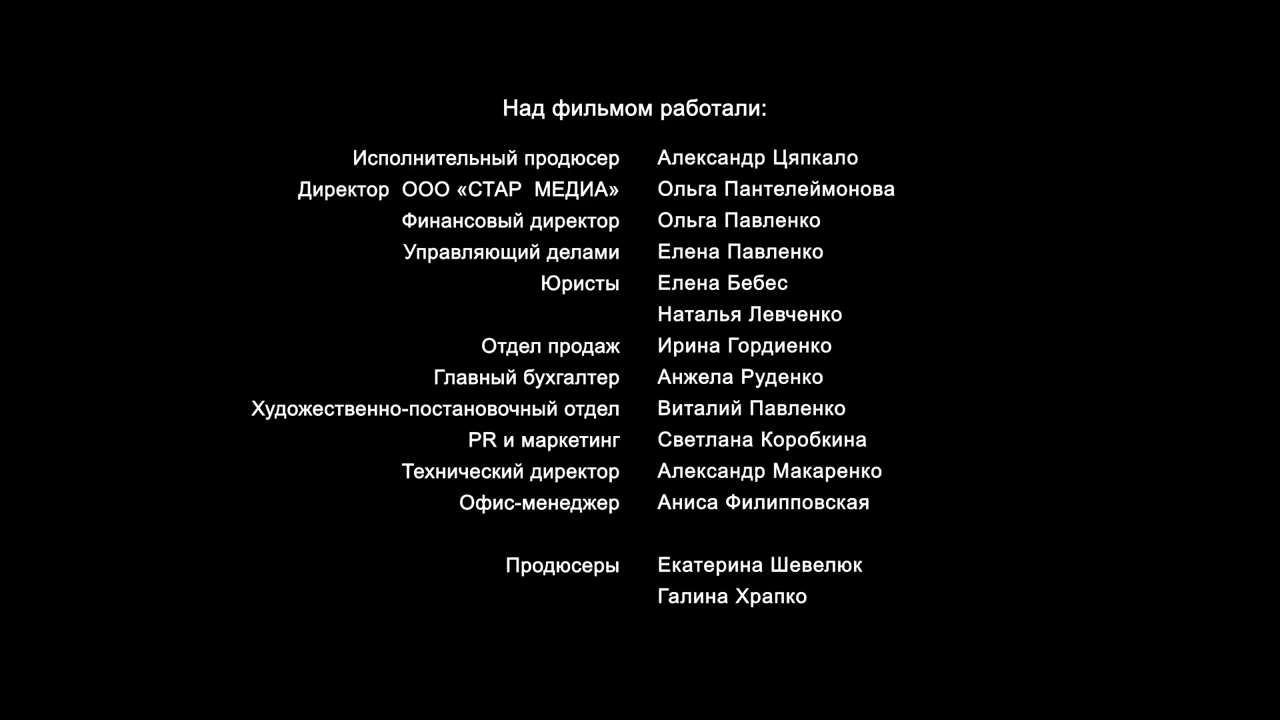 Над фильмом работали:
Исполнительный продюсер Александр Цяпкало
Директор ООО «СТАР МЕДИА» Ольга Пантелеймонова
Финансовый директор Ольга Павленко
Управляющий делами Елена Павленко
Юристы Елена Бебес
Наталья Левченко
Отдел продаж Ирина Гордиенко
Главный бухгалтер Анжела Руденко
Художественно-постановочный отдел Виталий Павленко
PR и маркетинг Светлана Коробкина
Технический директор Александр Макаренко
Офис-менеджер Аниса Филипповская
Продюсеры Екатерина Шевелюк
Галина Храпко